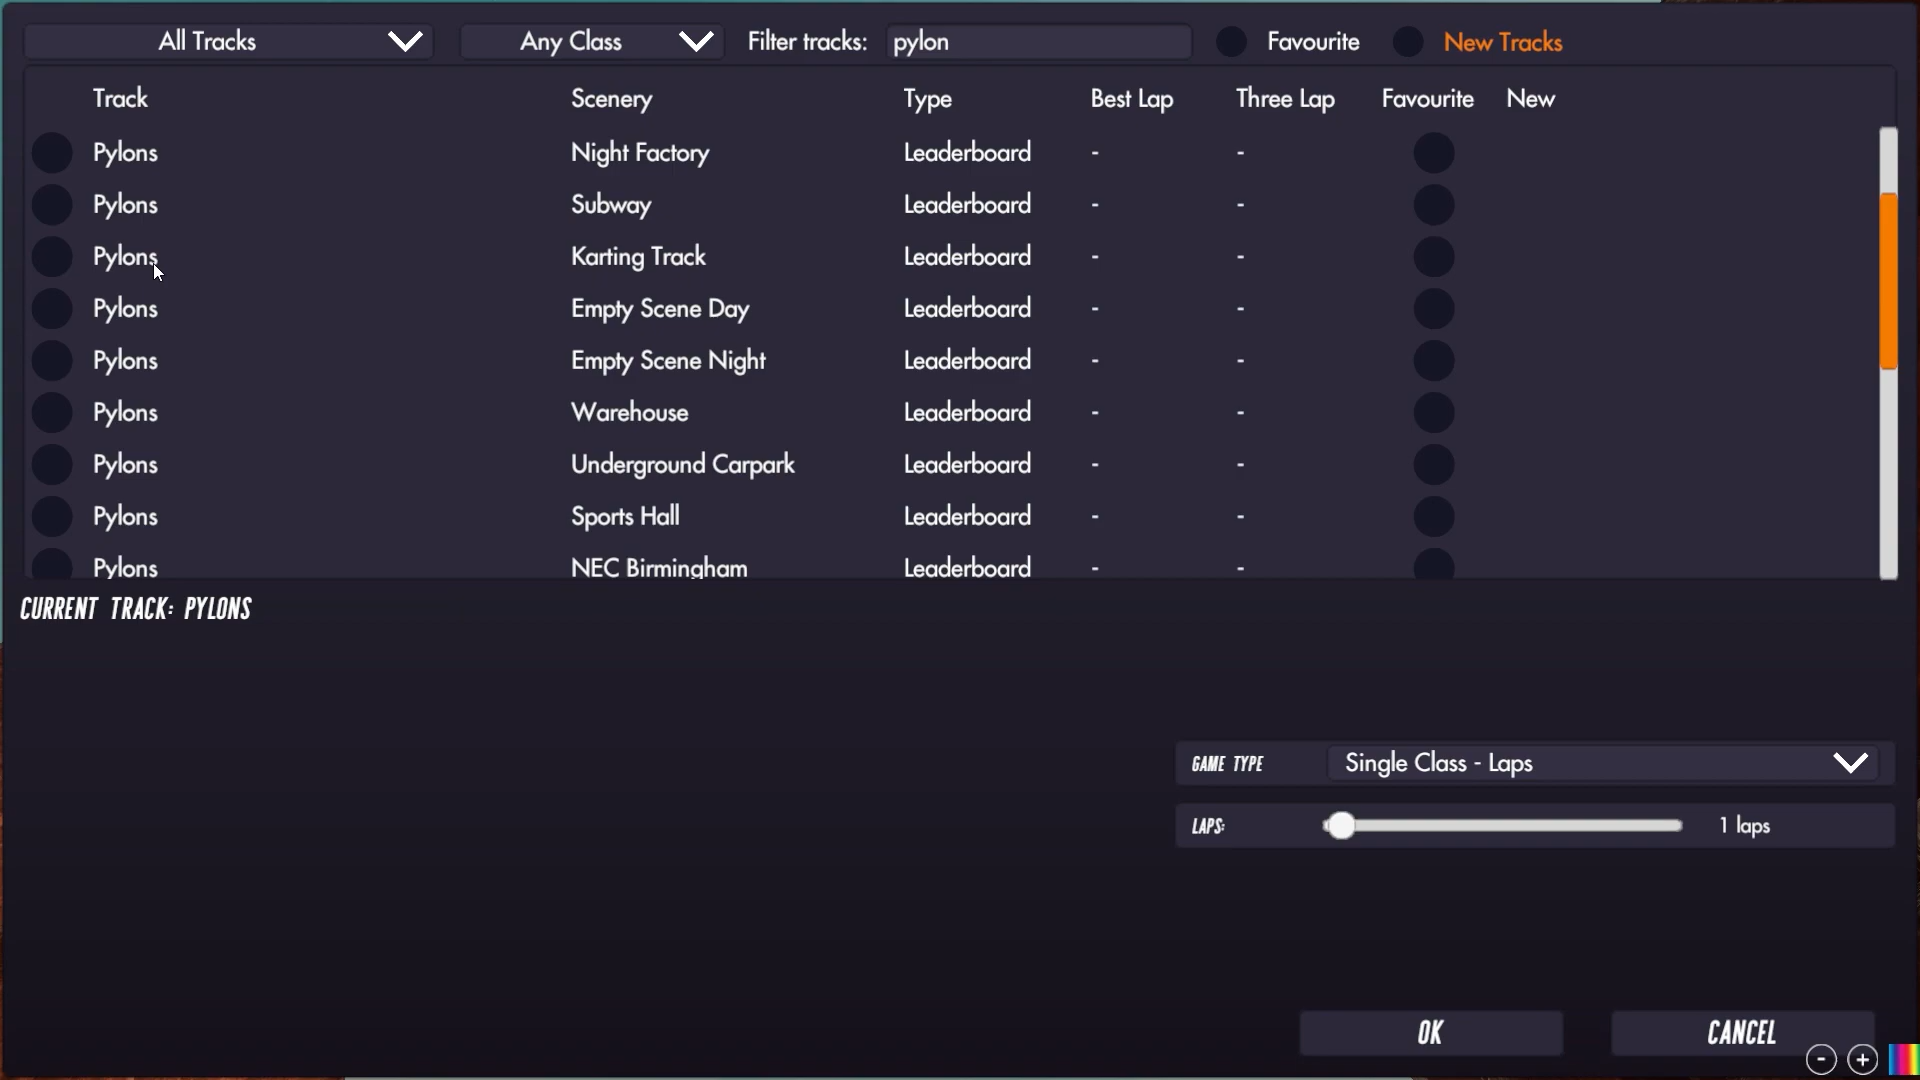 All Tracks Any Class Filter tracks: pylon Favourite New Tracks
Track Scenery Type Best Lap Three Lap Favourite New
Pylons Night Factory Leaderboard - -
Pylons Subway Leaderboard - -
Pylons Karting Track Leaderboard - -
Pylons Empty Scene Day Leaderboard - -
Pylons Empty Scene Night Leaderboard - -
Pylons Warehouse Leaderboard - -
Pylons Underground Carpark Leaderboard - -
Pylons Sports Hall Leaderboard - -
Pylons NEC Birmingham Leaderboard - -
CURRENT TRACK: PYLONS
GAME TYPE Single Class - Laps
LAPS: 1 laps
OK CANCEL
- +